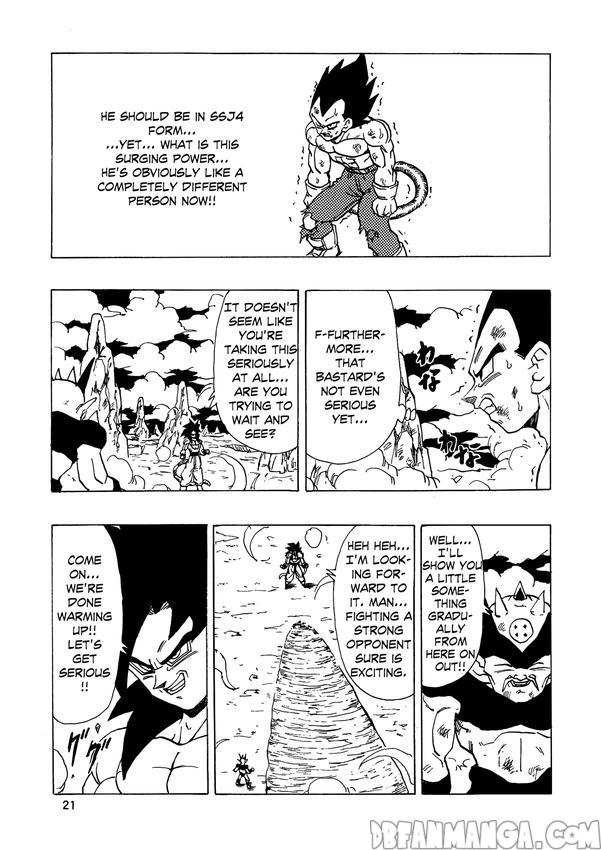 HE SHOULD BE IN SSJ4
FORM...
...YET... WHAT IS THIS
SURGING POWER...
HE'S OBVIOUSLY LIKE A
COMPLETELY DIFFERENT
PERSON NOW!!
F-FURTHER-
MORE...
THAT
BASTARD'S
NOT EVEN
SERIOUS
YET...
わな
わな
IT DOESN'T
SEEM LIKE
YOU'RE
TAKING THIS
SERIOUSLY
AT ALL...
ARE YOU
TRYING TO
WAIT AND
SEE?
WELL...
I'LL
SHOW YOU
A LITTLE
SOME-
THING
GRADU-
ALLY
FROM
HERE ON
OUT!!
HEH HEH...
I'M LOOK-
ING FOR-
WARD TO
IT. MAN...
FIGHTING A
STRONG
OPPONENT
SURE IS
EXCITING.
COME
ON...
WE'RE
DONE
WARMING
UP!!
LET'S
GET
SERIOUS
!!
21
DBFANMANGA.COM